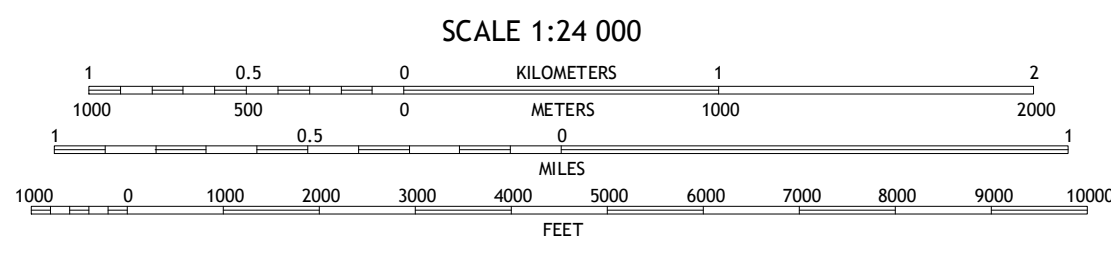 SCALE 1:24 000
1 0.5 0 KILOMETERS 1 2
1000 500 0 METERS 1000 2000
1 0.5 0 1
MILES
1000 0 1000 2000 3000 4000 5000 6000 7000 8000 9000 10000
FEET